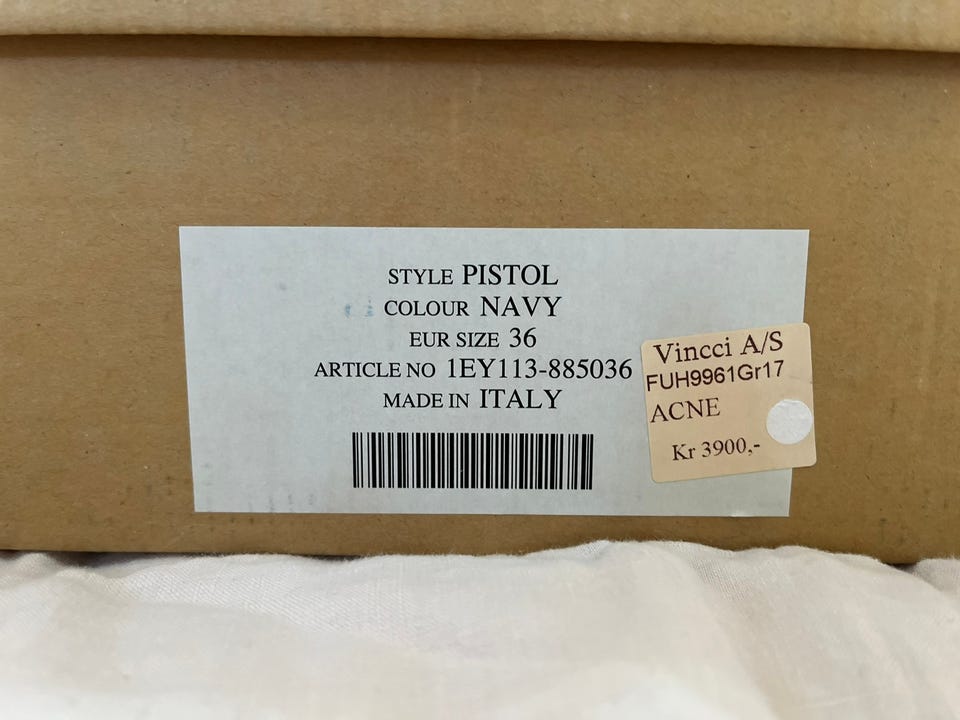 STYLE PISTOL
COLOUR NAVY
EUR SIZE 36
ARTICLE NO 1EY113-885036
MADE IN ITALY
Vincci A/S
FUH9961Gr17
ACNE
Kr 3900,-